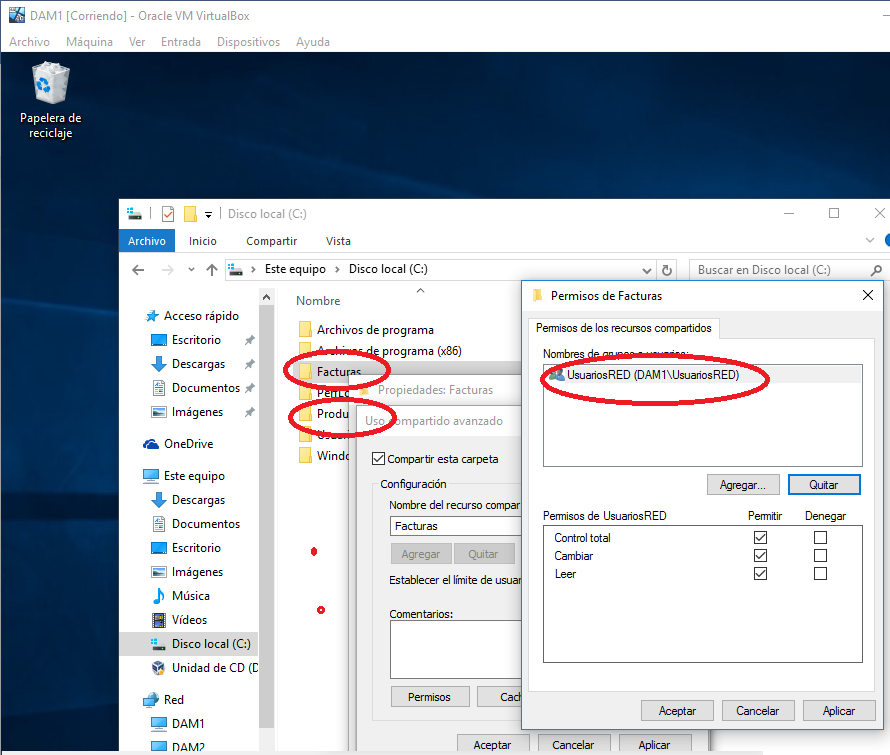 DAM1 [Corriendo] - Oracle VM VirtualBox
Archivo Máquina Ver Entrada Dispositivos Ayuda
Papelera de
reciclaje
Disco local (C:)
Archivo Inicio Compartir Vista
Este equipo > Disco local (C:)
Buscar en Disco local (C:)
Acceso rápido
Escritorio
Descargas
Documentos
Imágenes
OneDrive
Este equipo
Descargas
Documentos
Escritorio
Imágenes
Música
Vídeos
Disco local (C:)
Unidad de CD (D
Red
DAM1
DAM2
Nombre
Archivos de programa
Archivos de programa (x86)
Facturas
PerfLo
Produ
Usuari
Windo
Propiedades: Facturas
Uso compartido avanzado
Compartir esta carpeta
Configuración
Nombre del recurso compar
Facturas
Agregar Quitar
Establecer el límite de usuar
Comentarios:
Permisos Cach
Aceptar Cancelar Aplicar
Permisos de Facturas
Permisos de los recursos compartidos
Nombres de grupos o usuarios:
UsuariosRED (DAM1\UsuariosRED)
Agregar... Quitar
Permisos de UsuariosRED Permitir Denegar
Control total
Cambiar
Leer
Aceptar Cancelar Aplicar